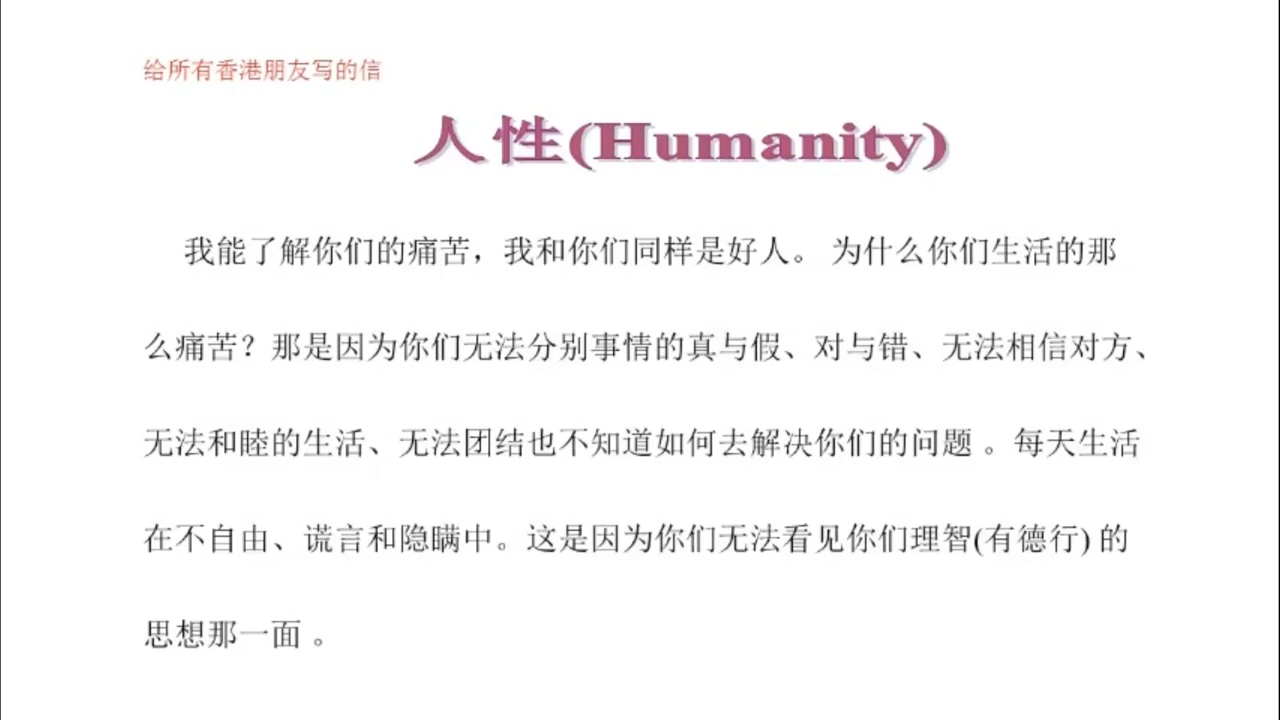 给所有香港朋友写的信
人性(Humanity)
我能了解你们的痛苦，我和你们同样是好人。 为什么你们生活的那
么痛苦？那是因为你们无法分别事情的真与假、对与错、无法相信对方、
无法和睦的生活、无法团结也不知道如何去解决你们的问题 。每天生活
在不自由、谎言和隐瞒中。这是因为你们无法看见你们理智(有德行) 的
思想那一面 。